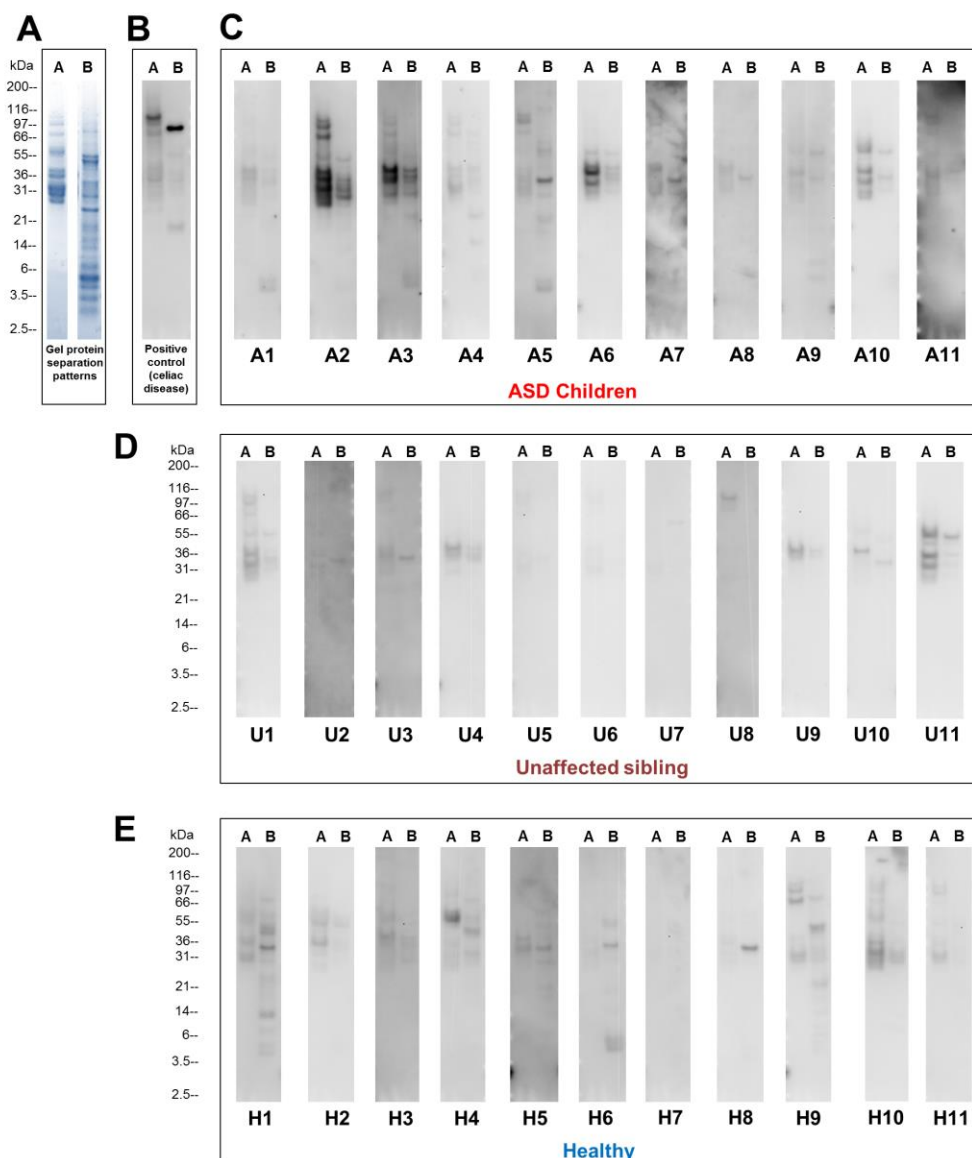 A
B
C
kDa
A B
A B
A B
A B
A B
A B
A B
A B
A B
A B
A B
A B
A B
200--
116--
97--
66--
55--
36--
31--
21--
14--
6--
3.5--
2.5--
Gel protein
separation
patterns
Positive
control
(celiac
disease)
A1 A2 A3 A4 A5 A6 A7 A8 A9 A10 A11
ASD Children
D
kDa
A B
A B
A B
A B
A B
A B
A B
A B
A B
A B
A B
200--
116--
97--
66--
55--
36--
31--
21--
14--
6--
3.5--
2.5--
U1 U2 U3 U4 U5 U6 U7 U8 U9 U10 U11
Unaffected sibling
E
kDa
A B
A B
A B
A B
A B
A B
A B
A B
A B
A B
A B
200--
116--
97--
66--
55--
36--
31--
21--
14--
6--
3.5--
2.5--
H1 H2 H3 H4 H5 H6 H7 H8 H9 H10 H11
Healthy